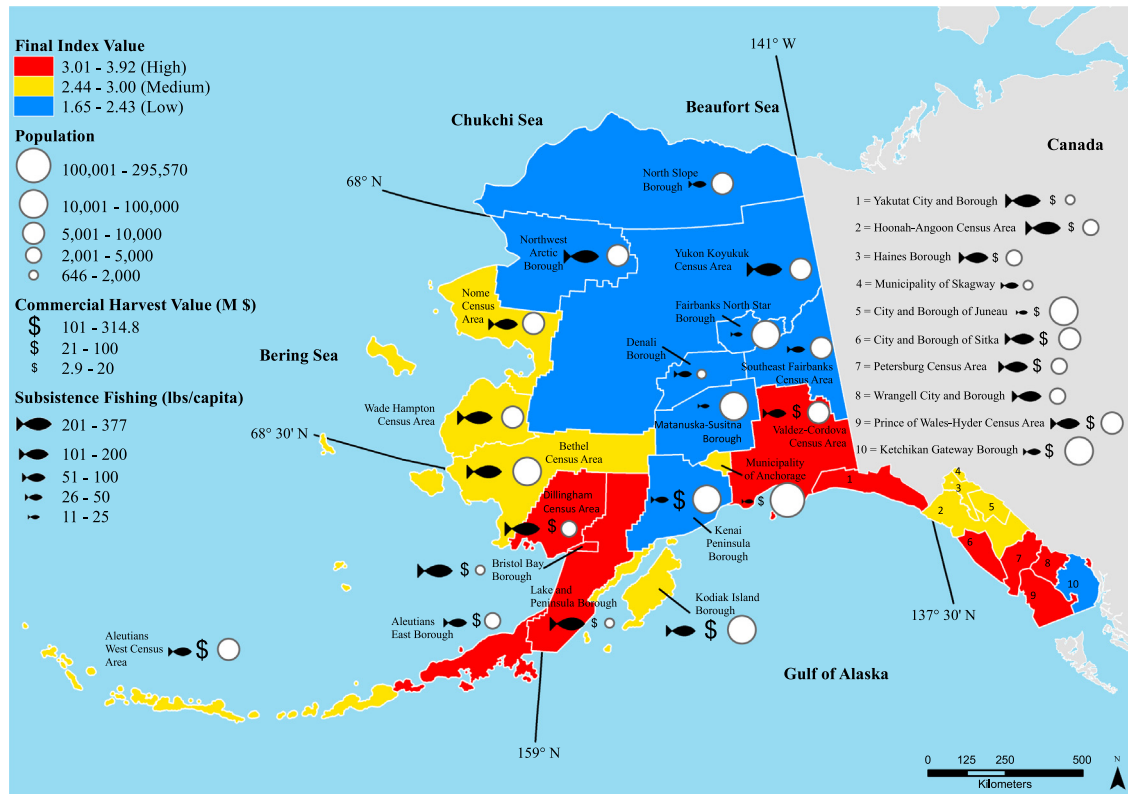 Final Index Value
3.01 - 3.92 (High)
2.44 - 3.00 (Medium)
1.65 - 2.43 (Low)
Population
100,001 - 295,570
10,001 - 100,000
5,001 - 10,000
2,001 - 5,000
646 - 2,000
Commercial Harvest Value (M $)
$ 101 - 314.8
$ 21 - 100
$ 2.9 - 20
Subsistence Fishing (lbs/capita)
201 - 377
101 - 200
51 - 100
26 - 50
11 - 25
141° W
Beaufort Sea
Chukchi Sea
68° N
Bering Sea
68° 30' N
Canada
North Slope
Borough
Northwest
Arctic
Borough
Yukon Koyukuk
Census Area
Nome
Census
Area
Fairbanks North Star
Borough
Denali
Borough
Southeast Fairbanks
Census Area
Wade Hampton
Census Area
Matanuska-Susitna
Borough
$
Valdez-Cordova
Census Area
Bethel
Census Area
Municipality
of Anchorage
$
Dillingham
Census Area
$
$
Kenai
Peninsula
Borough
Bristol Bay
Borough
$
Lake and
Peninsula Borough
$
Kodiak Island
Borough
$
Aleutians
East Borough
$
Aleutians
West Census
Area
$
159° N
Gulf of Alaska
137° 30' N
1 = Yakutat City and Borough $
2 = Hoonah-Angoon Census Area $
3 = Haines Borough $
4 = Municipality of Skagway
5 = City and Borough of Juneau $
6 = City and Borough of Sitka $
7 = Petersburg Census Area $
8 = Wrangell City and Borough
9 = Prince of Wales-Hyder Census Area $
10 = Ketchikan Gateway Borough $
1
2
3
4
5
6
7
8
9
10
0 125 250 500
Kilometers
N